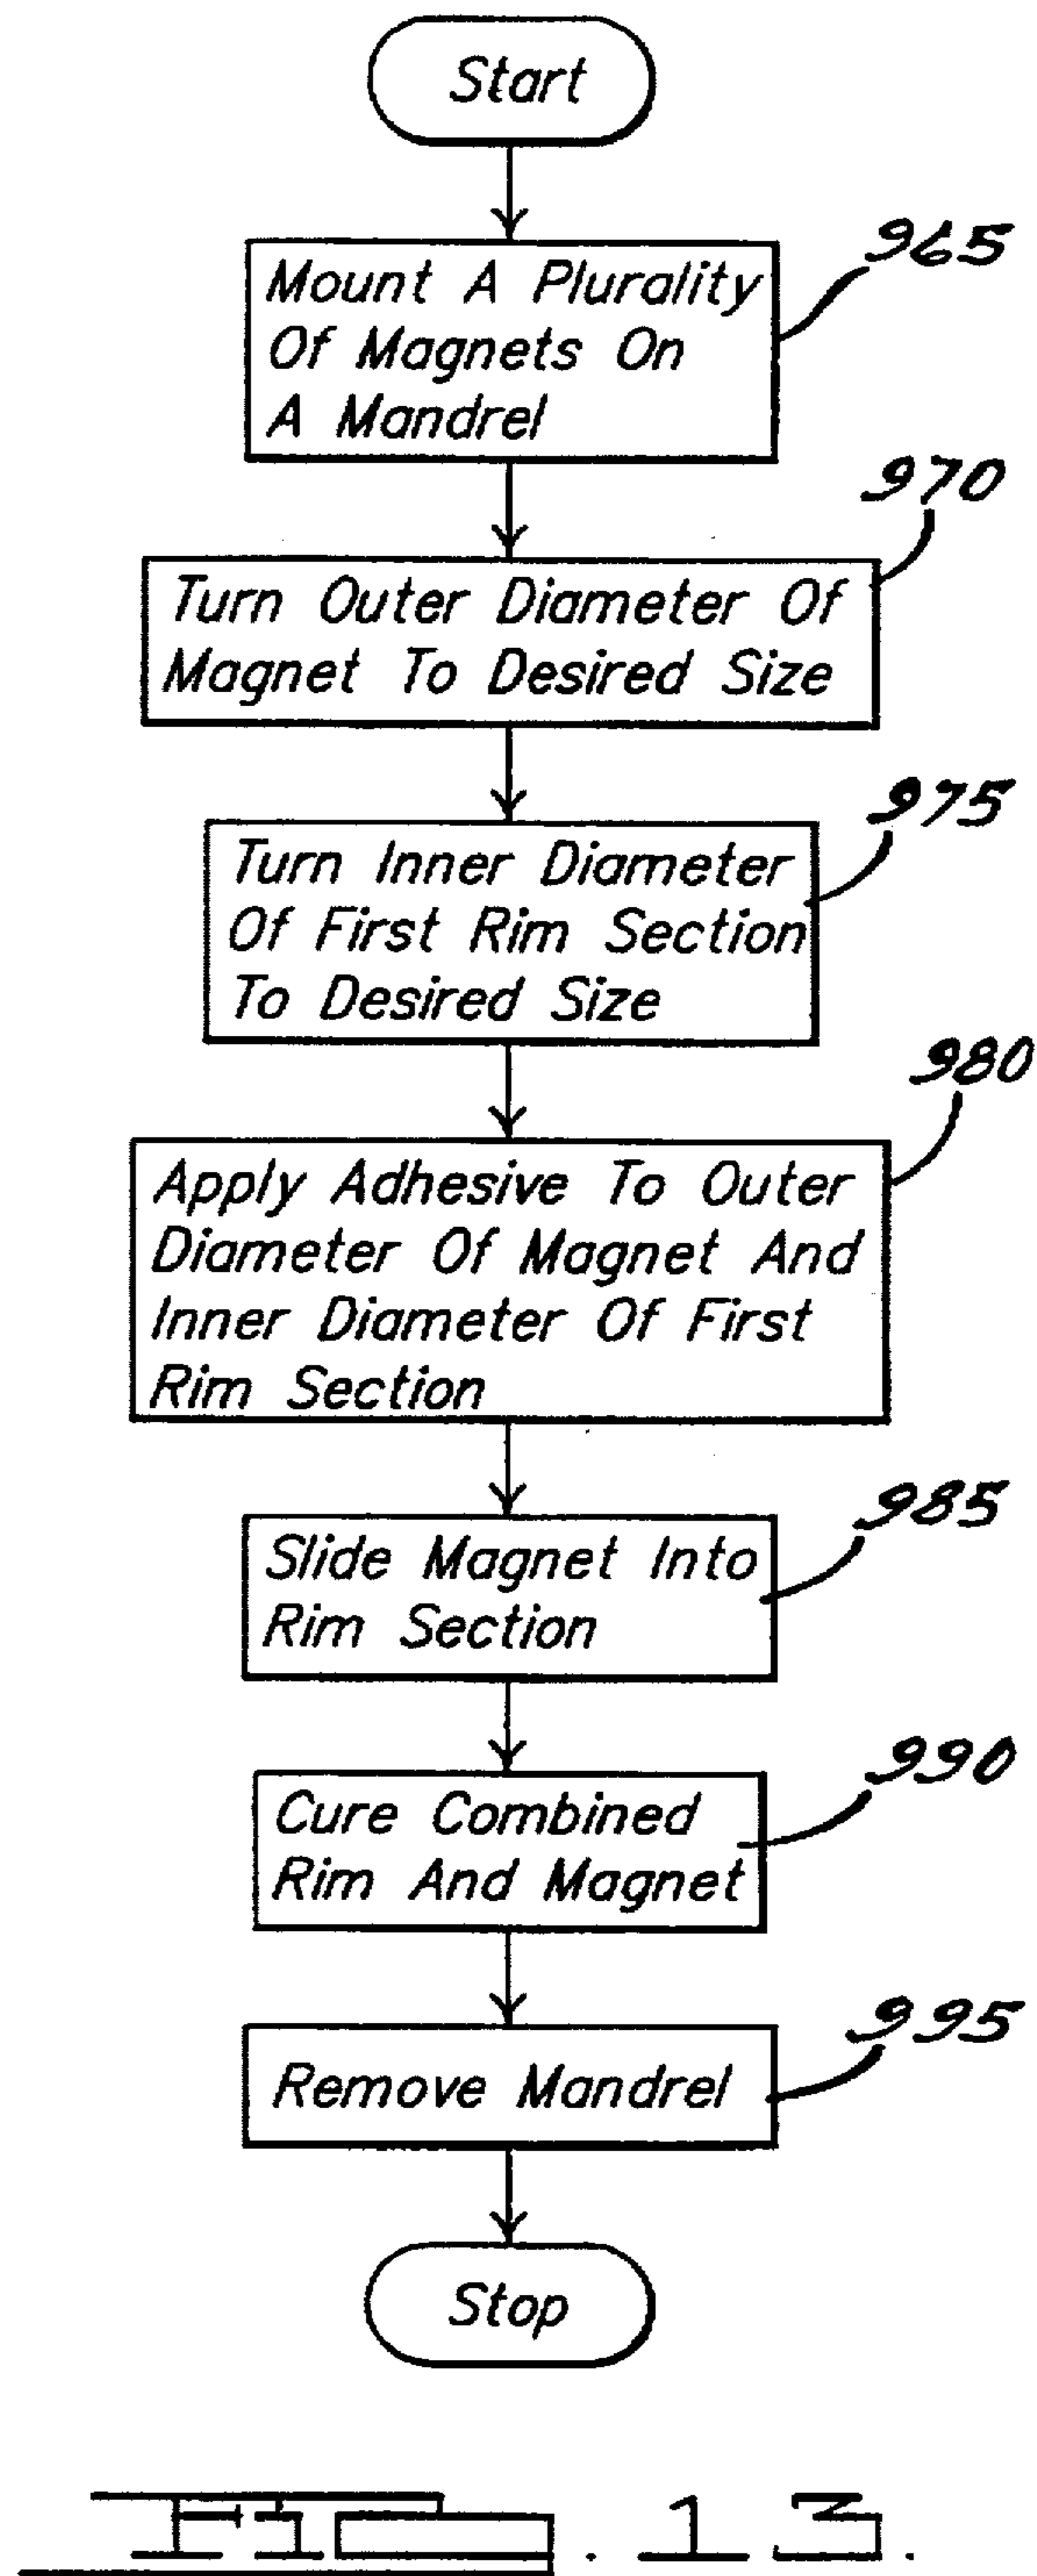 Start
965
Mount A Plurality
Of Magnets On
A Mandrel
970
Turn Outer Diameter Of
Magnet To Desired Size
975
Turn Inner Diameter
Of First Rim Section
To Desired Size
980
Apply Adhesive To Outer
Diameter Of Magnet And
Inner Diameter Of First
Rim Section
985
Slide Magnet Into
Rim Section
990
Cure Combined
Rim And Magnet
995
Remove Mandrel
Stop
FIG. 13.